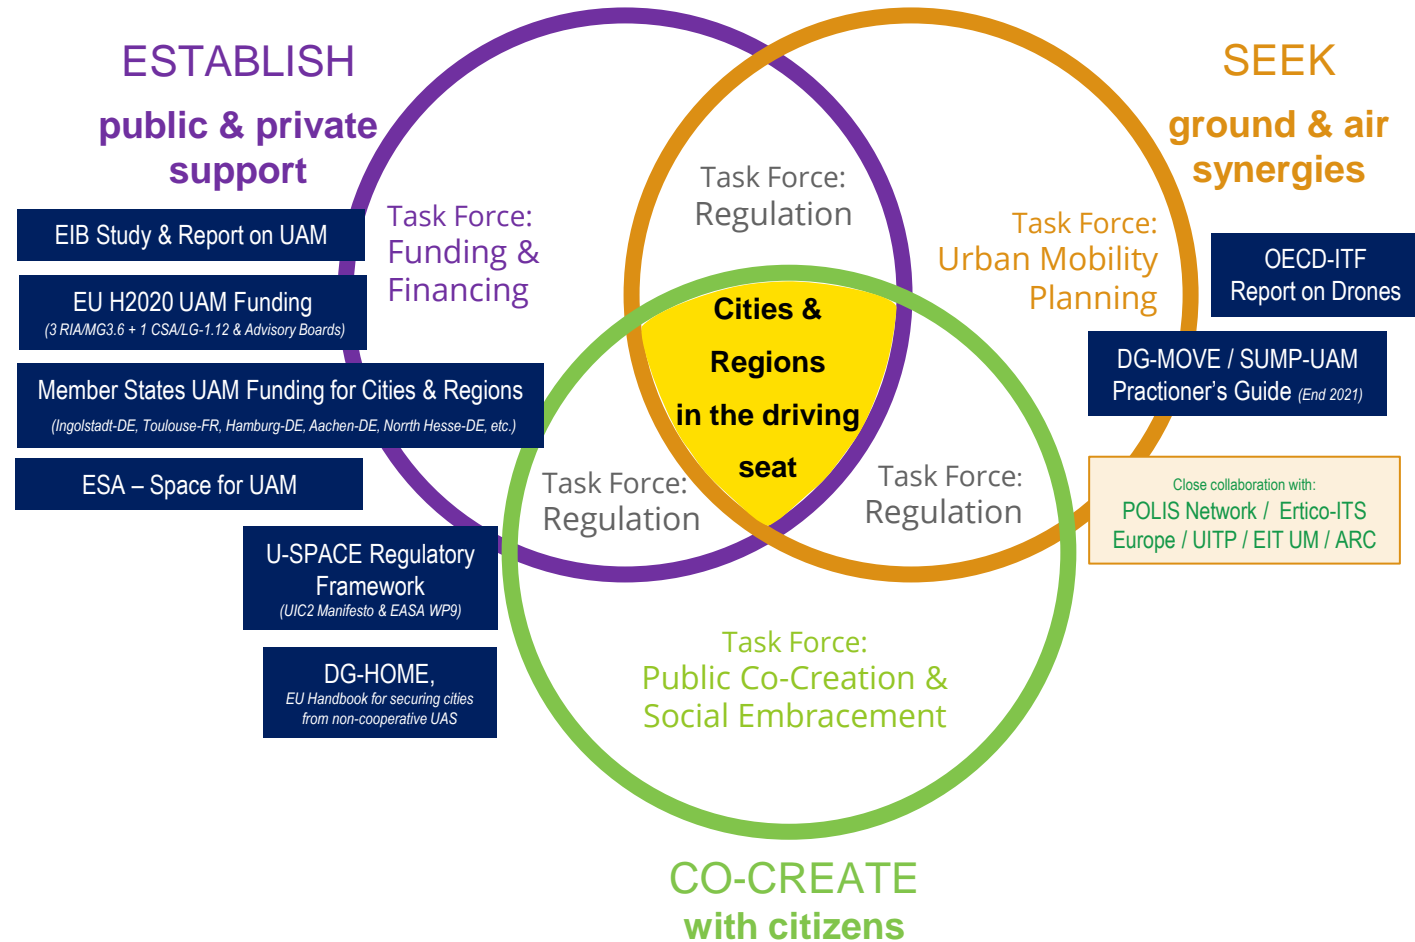 ESTABLISH
public & private
support
SEEK
ground & air
synergies
Task Force:
Regulation
Task Force:
Funding &
Financing
Task Force:
Urban Mobility
Planning
EIB Study & Report on UAM
EU H2020 UAM Funding
(3 RIA/MG3.6 + 1 CSA/LG-1.12 & Advisory Boards)
Member States UAM Funding for Cities & Regions
(Ingolstadt-DE, Toulouse-FR, Hamburg-DE, Aachen-DE, Norrth Hesse-DE, etc.)
ESA – Space for UAM
U-SPACE Regulatory
Framework
(UIC2 Manifesto & EASA WP9)
DG-HOME,
EU Handbook for securing cities
from non-cooperative UAS
Cities &
Regions
in the driving
seat
Task Force:
Regulation
Task Force:
Regulation
OECD-ITF
Report on Drones
DG-MOVE / SUMP-UAM
Practioner's Guide (End 2021)
Close collaboration with:
POLIS Network / Ertico-ITS
Europe / UITP / EIT UM / ARC
Task Force:
Public Co-Creation &
Social Embracement
CO-CREATE
with citizens